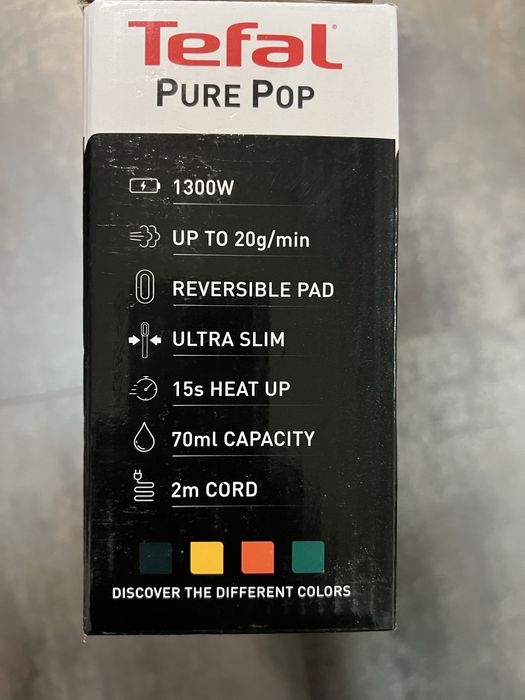 Tefal
PURE POP
1300W
UP TO 20g/min
REVERSIBLE PAD
ULTRA SLIM
15s HEAT UP
70ml CAPACITY
2m CORD
DISCOVER THE DIFFERENT COLORS